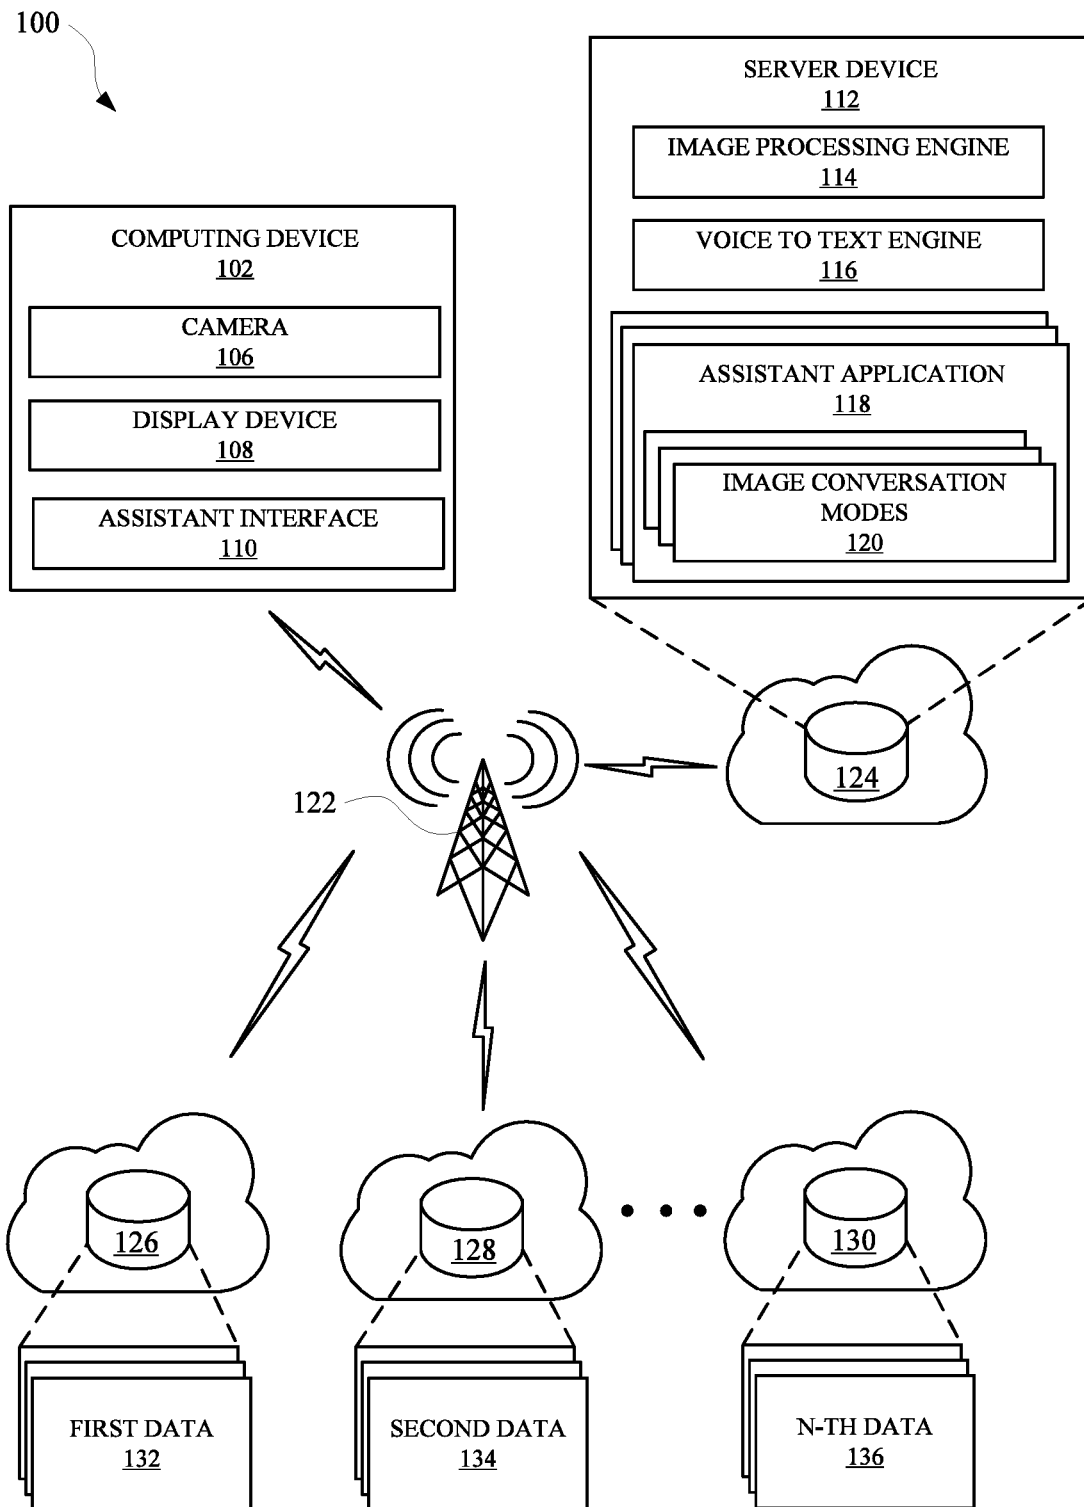 100
SERVER DEVICE
112
IMAGE PROCESSING ENGINE
114
VOICE TO TEXT ENGINE
116
ASSISTANT APPLICATION
118
IMAGE CONVERSATION
MODES
120
COMPUTING DEVICE
102
CAMERA
106
DISPLAY DEVICE
108
ASSISTANT INTERFACE
110
122
124
126
128
130
FIRST DATA
132
SECOND DATA
134
N-TH DATA
136